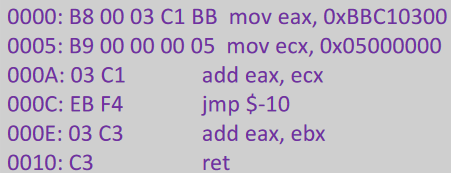 0000: B8 00 03 C1 BB mov eax, 0xBBC10300
0005: B9 00 00 00 05 mov ecx, 0x05000000
000A: 03 C1 add eax, ecx
000C: EB F4 jmp $-10
000E: 03 C3 add eax, ebx
0010: C3 ret